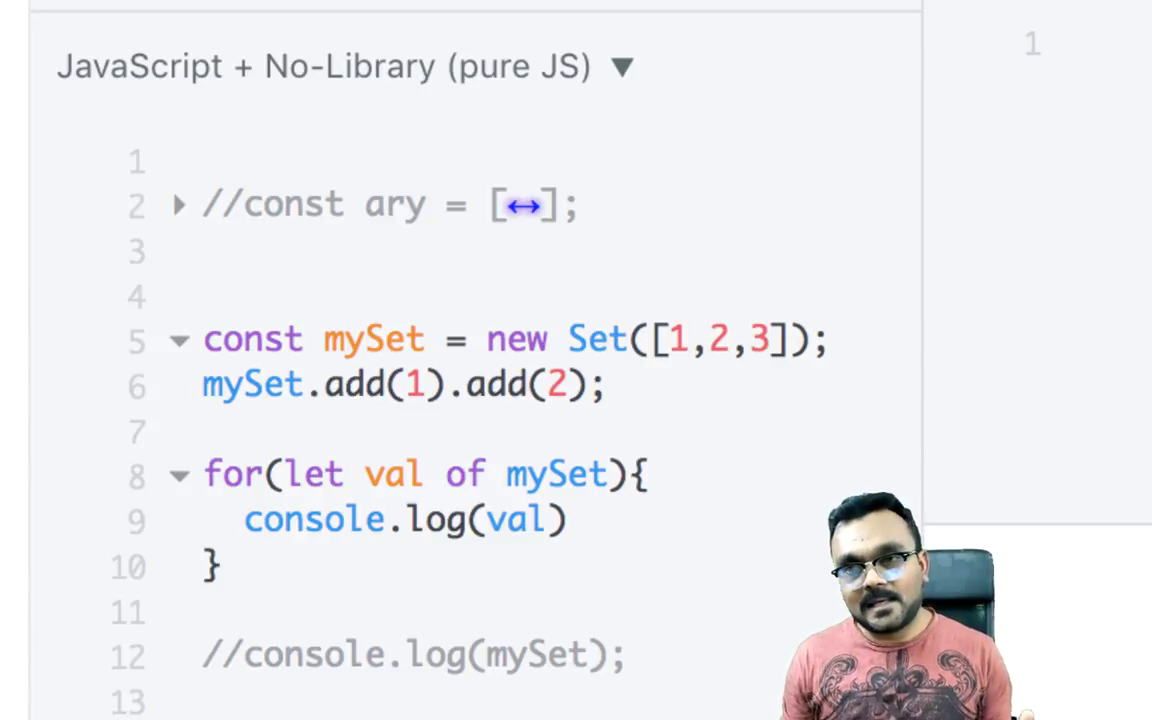 JavaScript + No-Library (pure JS) ▼
1
1
2 //const ary = [↔];
3
4
5 const mySet = new Set([1,2,3]);
6 mySet.add(1).add(2);
7
8 for(let val of mySet){
9 console.log(val)
10 }
11
12 //console.log(mySet);
13